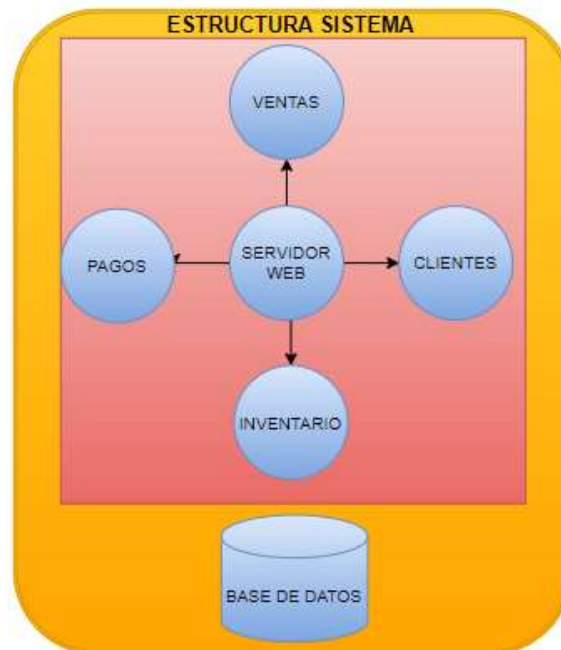 ESTRUCTURA SISTEMA
VENTAS
PAGOS
SERVIDOR
WEB
CLIENTES
INVENTARIO
BASE DE DATOS